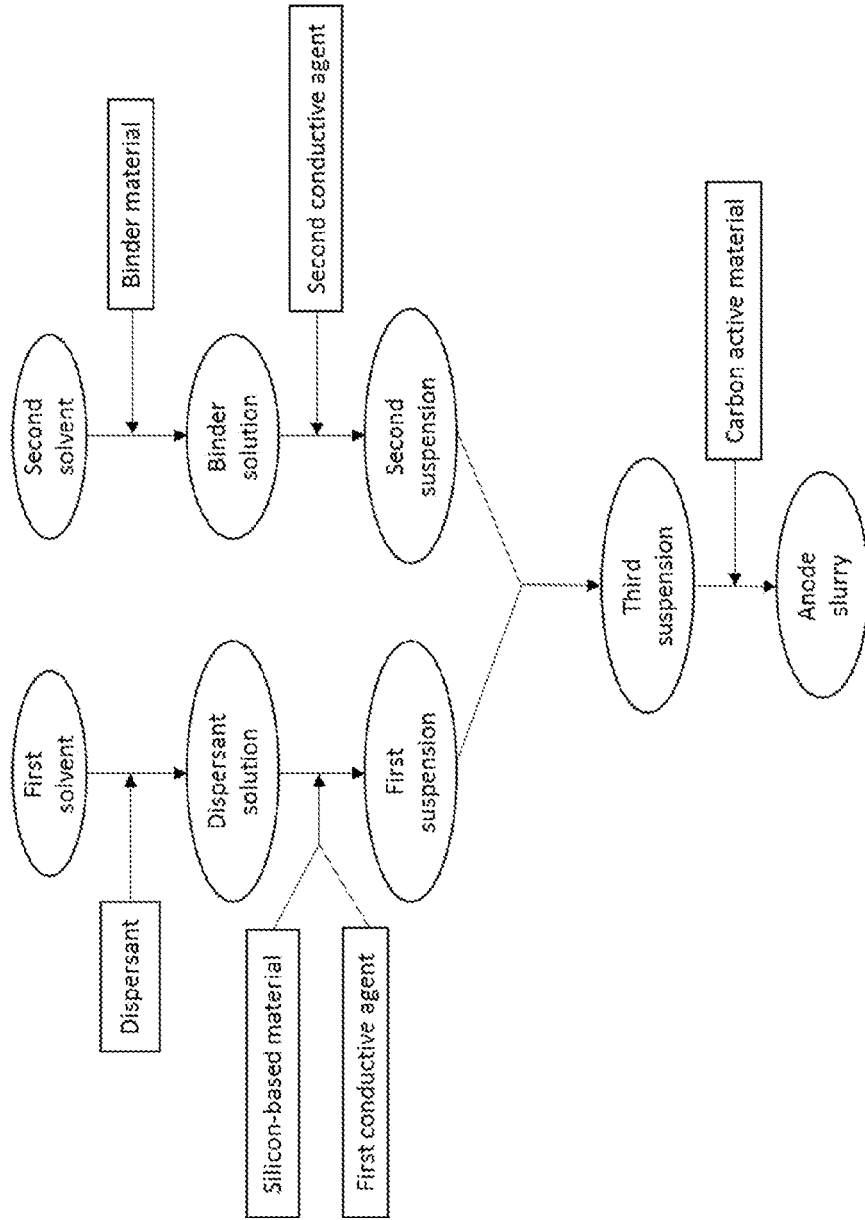 First
solvent
Second
solvent
Dispersant
Binder material
Dispersant
solution
Binder
solution
Silicon-based material
First conductive agent
Second conductive agent
First
suspension
Second
suspension
Third
suspension
Carbon active material
Anode
slurry